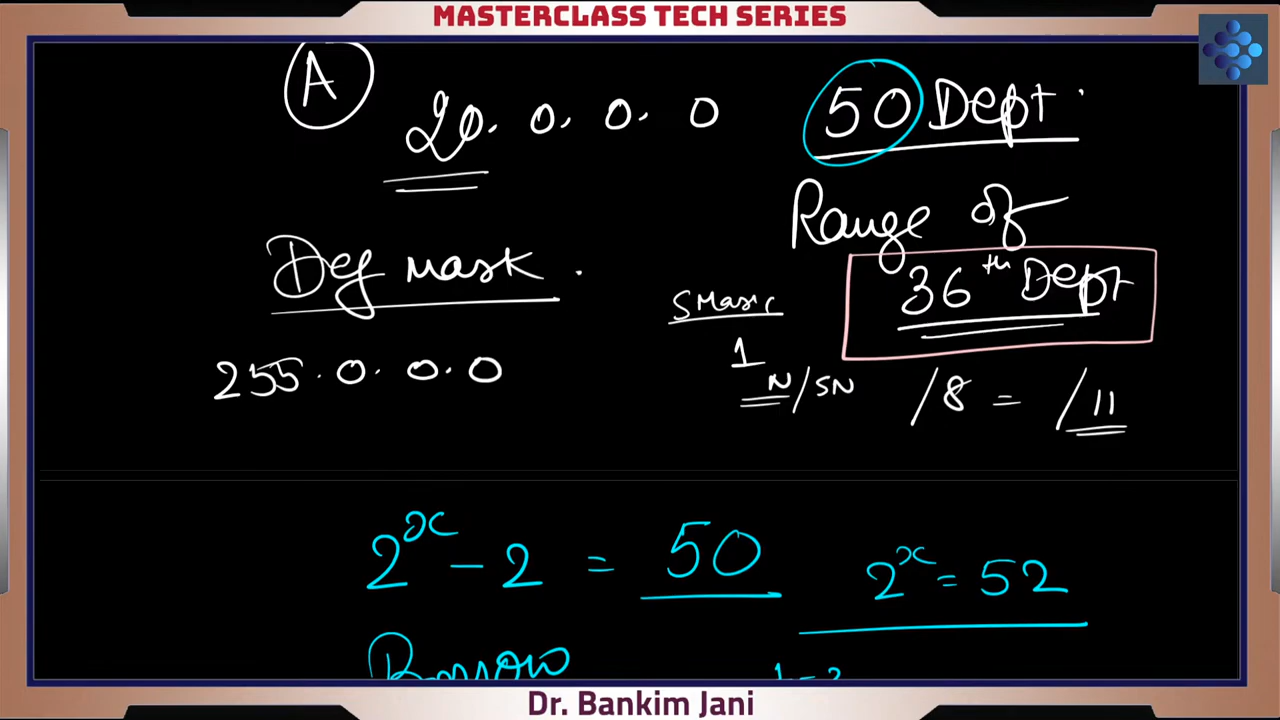 MASTERCLASS TECH SERIES
A
20. 0. 0. 0
50 Dept.
Range of
36th Dept
Def mask.
SMask
1
N/SN
/8 = /11
255.0.0.0
2^x - 2 = 50
2^x = 52
Borrow
Dr. Bankim Jani